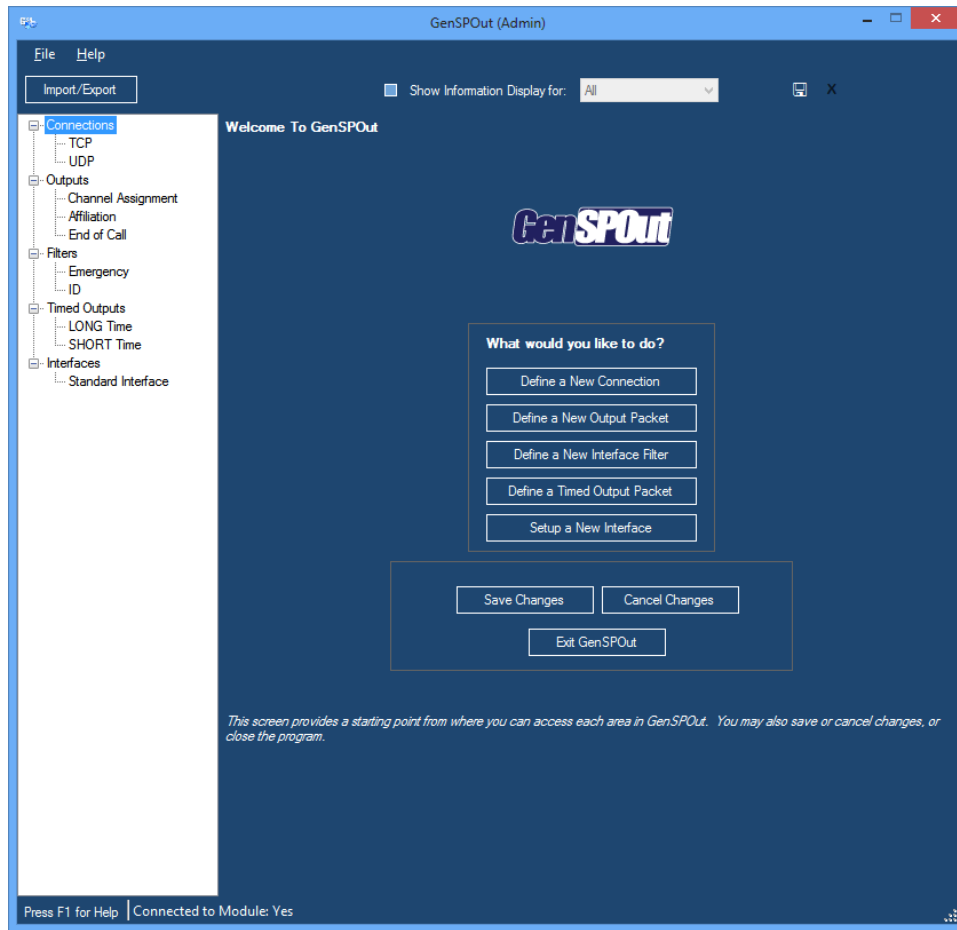 GenSPOut (Admin)
File Help
Import/Export
Show Information Display for: All
X
Connections
TCP
UDP
Outputs
Channel Assignment
Affiliation
End of Call
Filters
Emergency
ID
Timed Outputs
LONG Time
SHORT Time
Interfaces
Standard Interface
Welcome To GenSPOut
GenSPOut
What would you like to do?
Define a New Connection
Define a New Output Packet
Define a New Interface Filter
Define a Timed Output Packet
Setup a New Interface
Save Changes Cancel Changes
Exit GenSPOut
This screen provides a starting point from where you can access each area in GenSPOut. You may also save or cancel changes, or
close the program.
Press F1 for Help Connected to Module: Yes